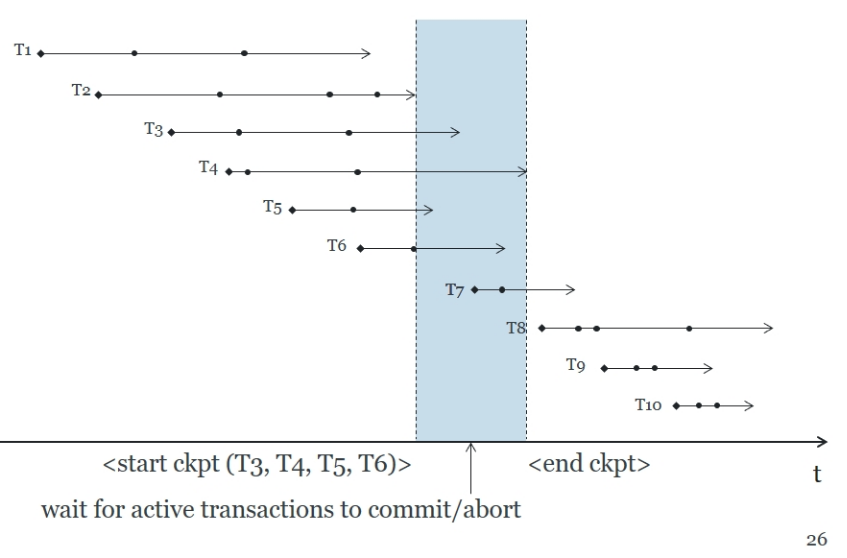 T1
T2
T3
T4
T5
T6
T7
T8
T9
T10
<start ckpt (T3, T4, T5, T6)>
<end ckpt>
t
wait for active transactions to commit/abort
26